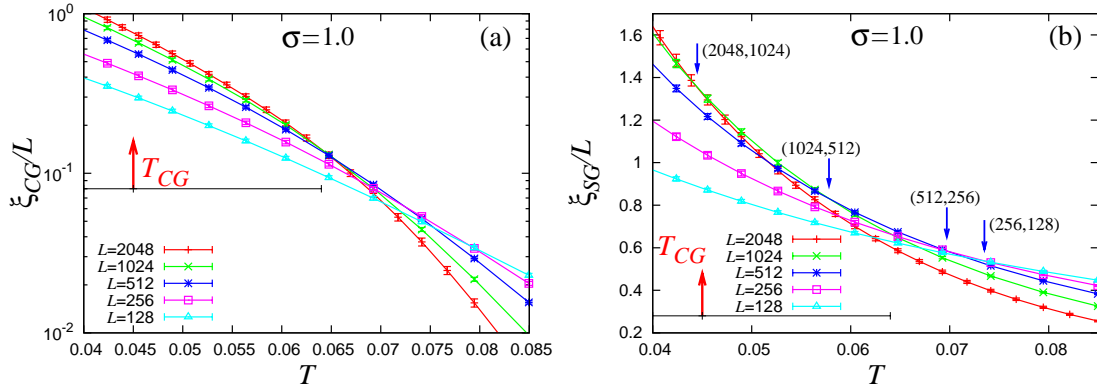 σ=1.0
(a)
ξCG/L
10^0
10^-1
10^-2
T_CG
L=2048
L=1024
L=512
L=256
L=128
0.04 0.045 0.05 0.055 0.06 0.065 0.07 0.075 0.08 0.085
T
σ=1.0
(b)
ξSG/L
1.6
1.4
1.2
1
0.8
0.6
0.4
0.2
(2048,1024)
(1024,512)
(512,256)
(256,128)
T_CG
L=2048
L=1024
L=512
L=256
L=128
0.04 0.05 0.06 0.07 0.08
T